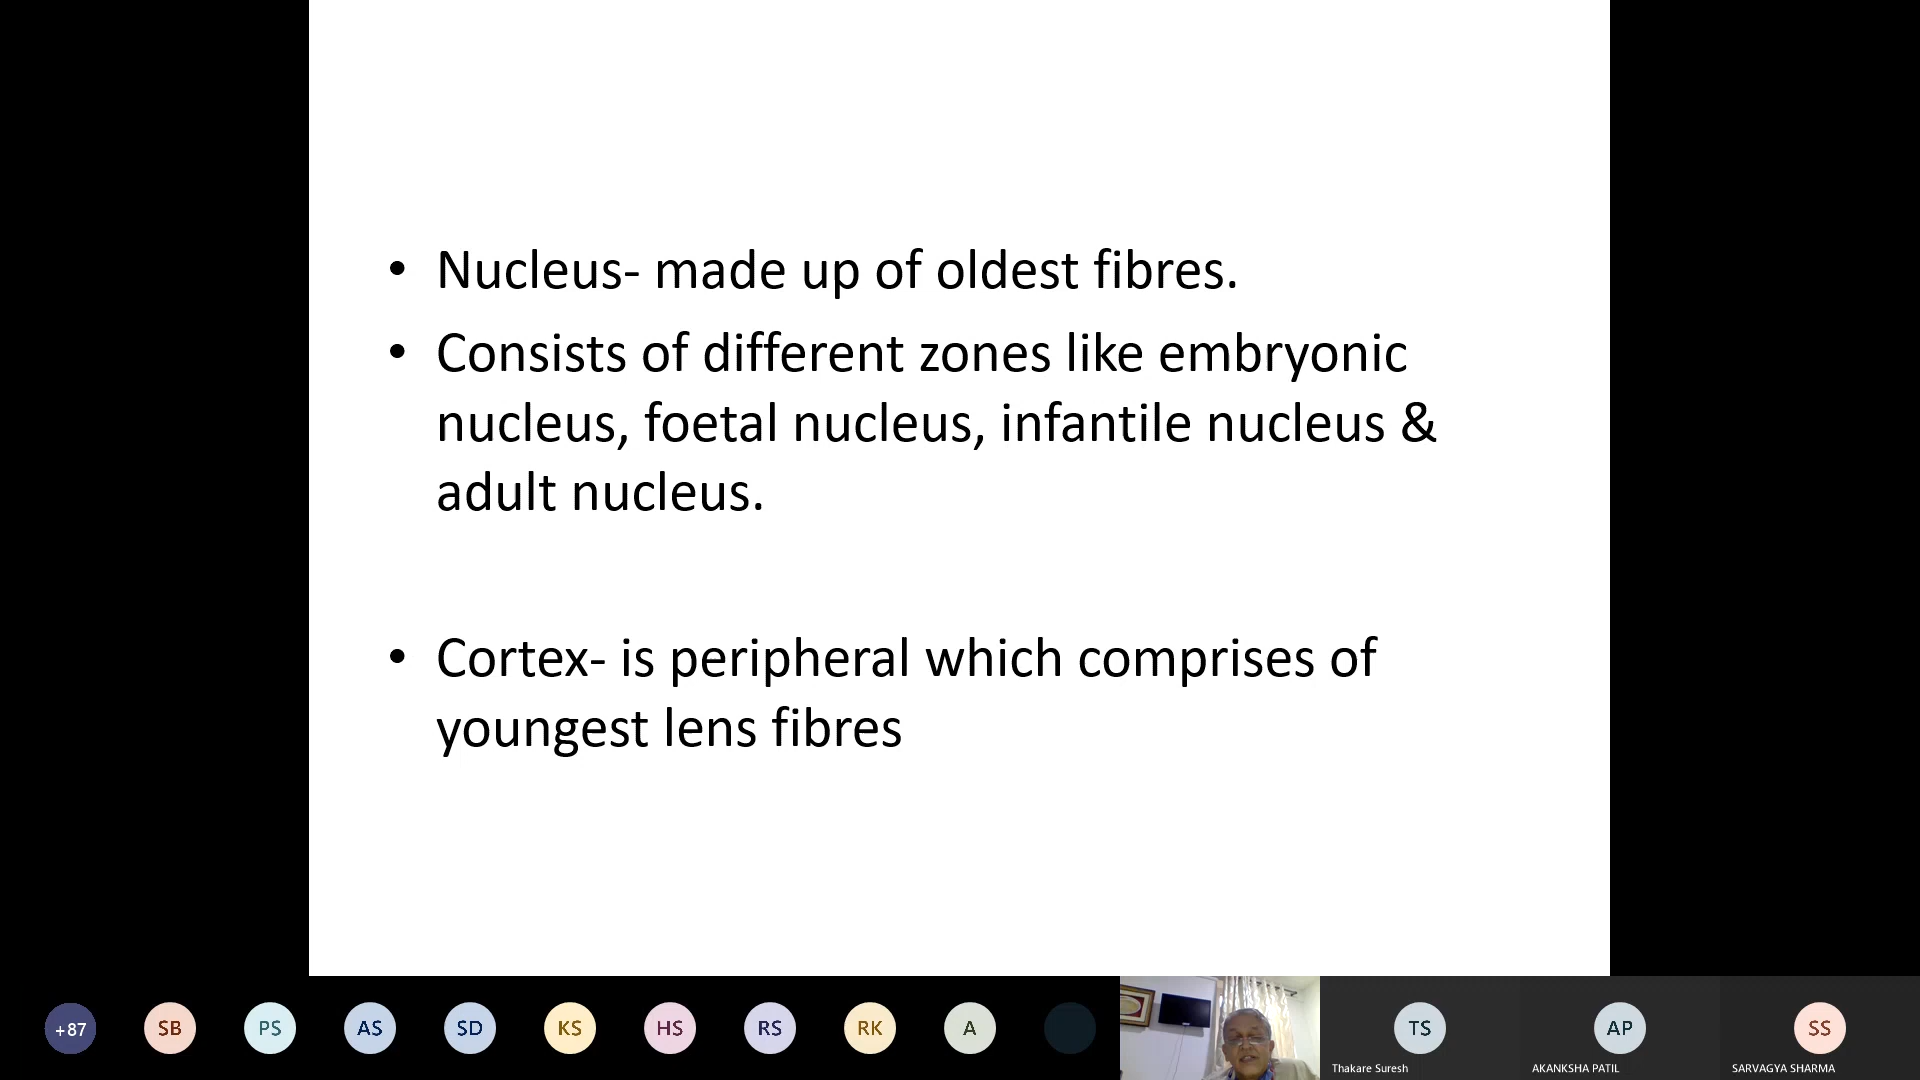 • Nucleus- made up of oldest fibres.
• Consists of different zones like embryonic
nucleus, foetal nucleus, infantile nucleus &
adult nucleus.
• Cortex- is peripheral which comprises of
youngest lens fibres
+87
SB
PS
AS
SD
KS
HS
RS
RK
A
TS
AP
SS
Thakare Suresh
AKANKSHA PATIL
SARVAGYA SHARMA